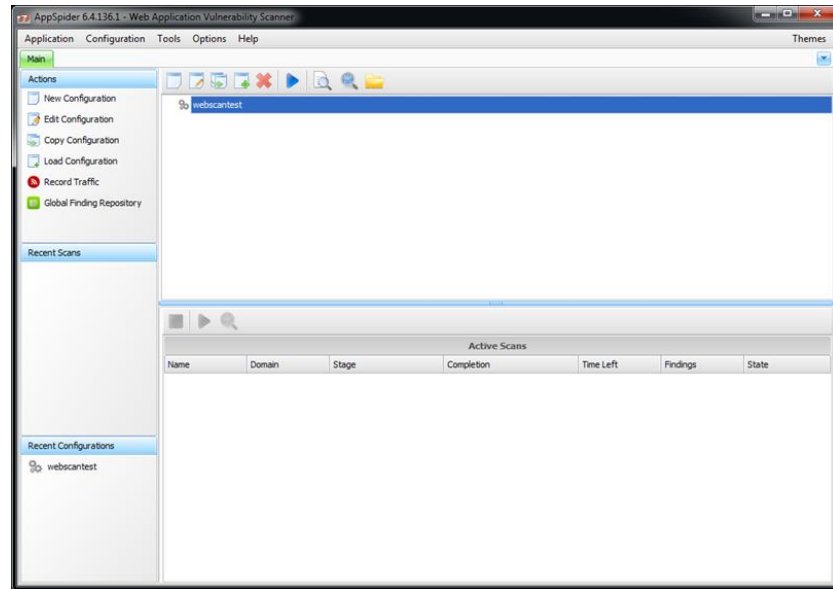 AppSpider 6.4.136.1 - Web Application Vulnerability Scanner
Application Configuration Tools Options Help Themes
Main
Actions
New Configuration
Edit Configuration
Copy Configuration
Load Configuration
Record Traffic
Global Finding Repository
webscantest
Recent Scans
Active Scans
Name Domain Stage Completion Time Left Findings State
Recent Configurations
webscantest